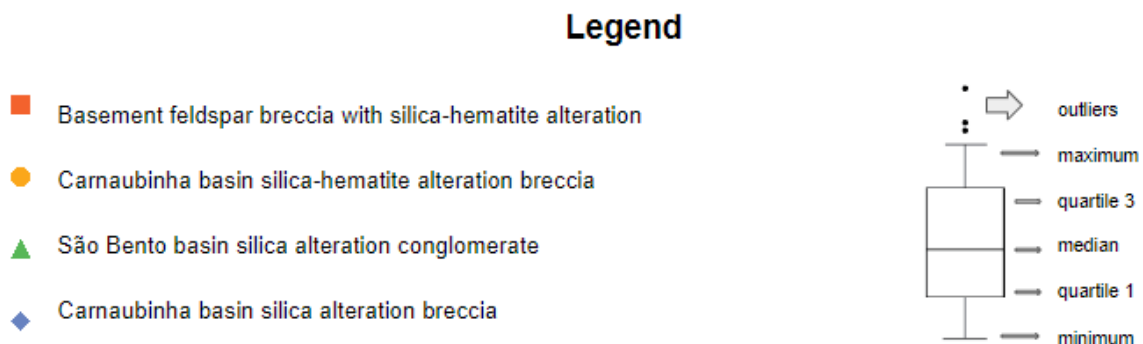 Legend
Basement feldspar breccia with silica-hematite alteration
Carnaubinha basin silica-hematite alteration breccia
São Bento basin silica alteration conglomerate
Carnaubinha basin silica alteration breccia
outliers
maximum
quartile 3
median
quartile 1
minimum